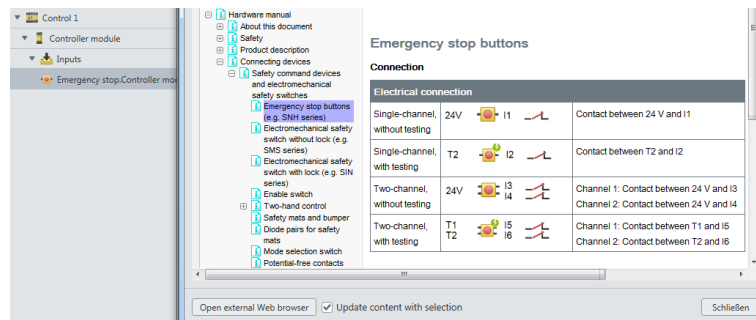 Control 1
Controller module
Inputs
Emergency stop.Controller
Hardware manual
About this document
Safety
Product description
Connecting devices
Safety command devices
and electromechanical
safety switches
Emergency stop buttons
(e.g. SNH series)
Electromechanical safety
switch without lock (e.g.
SMS series)
Electromechanical safety
switch with lock (e.g. SIN
series)
Enable switch
Two-hand control
Safety mats and bumper
Diode pairs for safety
mats
Mode selection switch
Potential-free contacts
Emergency stop buttons
Connection
Electrical connection
Single-channel, 24V I1 Contact between 24 V and I1
without testing
Single-channel, T2 I2 Contact between T2 and I2
with testing
Two-channel, 24V I3 Channel 1: Contact between 24 V and I3
without testing I4 Channel 2: Contact between 24 V and I4
Two-channel, T1 I5 Channel 1: Contact between T1 and I5
with testing T2 I6 Channel 2: Contact between T2 and I6
Open external Web browser Update content with selection Schließen